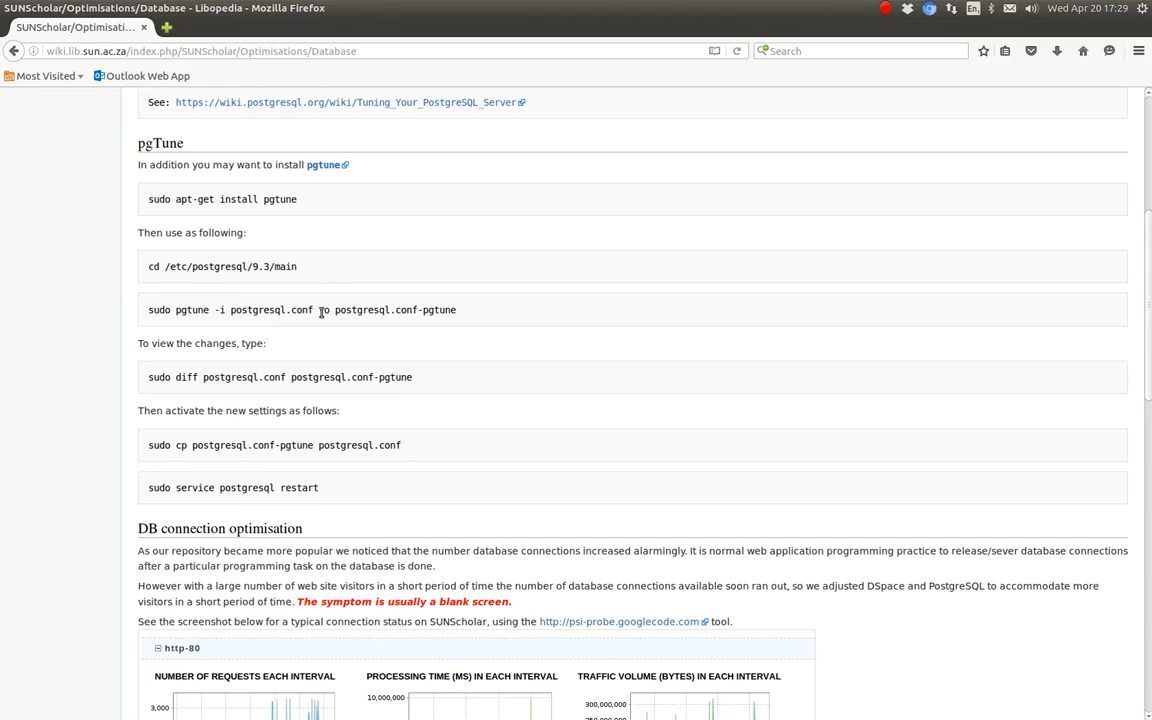 SUNScholar/Optimisations/Database - Libopedia - Mozilla Firefox
En
Wed Apr 20 17:29
SUNScholar/Optimisati...
wiki.lib.sun.ac.za/index.php/SUNScholar/Optimisations/Database
Search
Most Visited
Outlook Web App
See: https://wiki.postgresql.org/wiki/Tuning_Your_PostgreSQL_Server
pgTune
In addition you may want to install pgtune
sudo apt-get install pgtune
Then use as following:
cd /etc/postgresql/9.3/main
sudo pgtune -i postgresql.conf -o postgresql.conf-pgtune
To view the changes, type:
sudo diff postgresql.conf postgresql.conf-pgtune
Then activate the new settings as follows:
sudo cp postgresql.conf-pgtune postgresql.conf
sudo service postgresql restart
DB connection optimisation
As our repository became more popular we noticed that the number database connections increased alarmingly. It is normal web application programming practice to release/sever database connections
after a particular programming task on the database is done.
However with a large number of web site visitors in a short period of time the number of database connections available soon ran out, so we adjusted DSpace and PostgreSQL to accommodate more
visitors in a short period of time. The symptom is usually a blank screen.
See the screenshot below for a typical connection status on SUNScholar, using the http://psi-probe.googlecode.com tool.
http-80
NUMBER OF REQUESTS EACH INTERVAL
PROCESSING TIME (MS) IN EACH INTERVAL
TRAFFIC VOLUME (BYTES) IN EACH INTERVAL
3,000
10,000,000
300,000,000